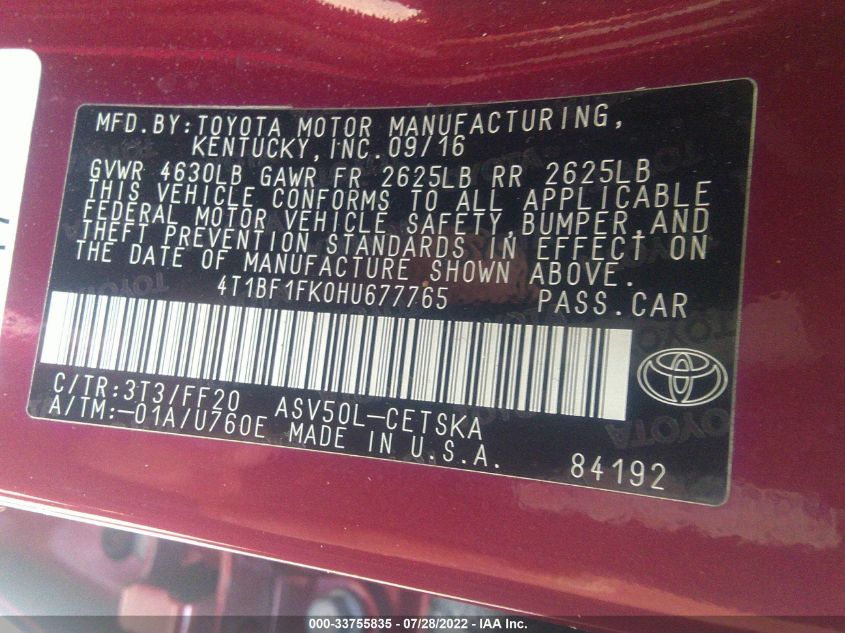 MFD.BY:TOYOTA MOTOR MANUFACTURING,
KENTUCKY,INC.09/16
GVWR 4630LB GAWR FR 2625LB RR 2625LB
THIS VEHICLE CONFORMS TO ALL APPLICABLE
FEDERAL MOTOR VEHICLE SAFETY,BUMPER,AND
THEFT PREVENTION STANDARDS IN EFFECT ON
THE DATE OF MANUFACTURE SHOWN ABOVE.
4T1BF1FK0HU677765 PASS.CAR
C/TR:3T3/FF20 ASV50L-CETSKA
A/TM:-01A/U760E MADE IN U.S.A.
84192
TOYOTA
TOYOTA
000-33755835 - 07/28/2022 - IAA Inc.